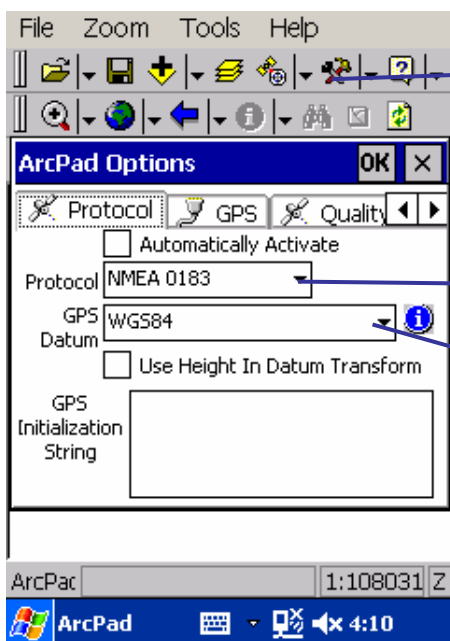 File Zoom Tools Help
ArcPad Options OK
Protocol GPS Quality
Automatically Activate
Protocol NMEA 0183
GPS Datum WGS84
Use Height In Datum Transform
GPS
Initialization
String
ArcPad 1:108031 Z
ArcPad 4:10